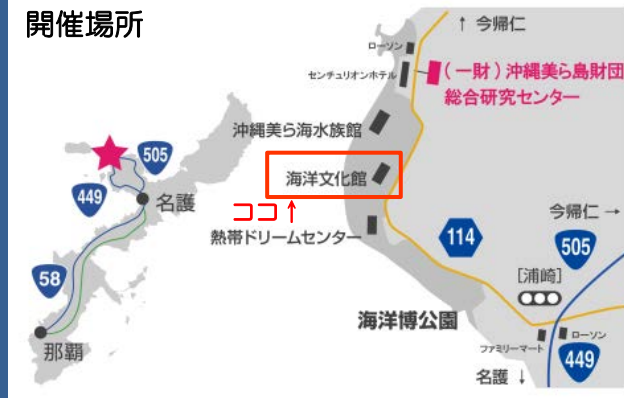 開催場所
↑ 今帰仁
ローソン
センチュリオンホテル
(一財)沖縄美ら島財団
総合研究センター
沖縄美ら海水族館
海洋文化館
ココ↑
熱帯ドリームセンター
505
449
名護
58
那覇
114
今帰仁 →
505
[浦崎]
海洋博公園
ファミリーマート
ローソン
449
名護 ↓